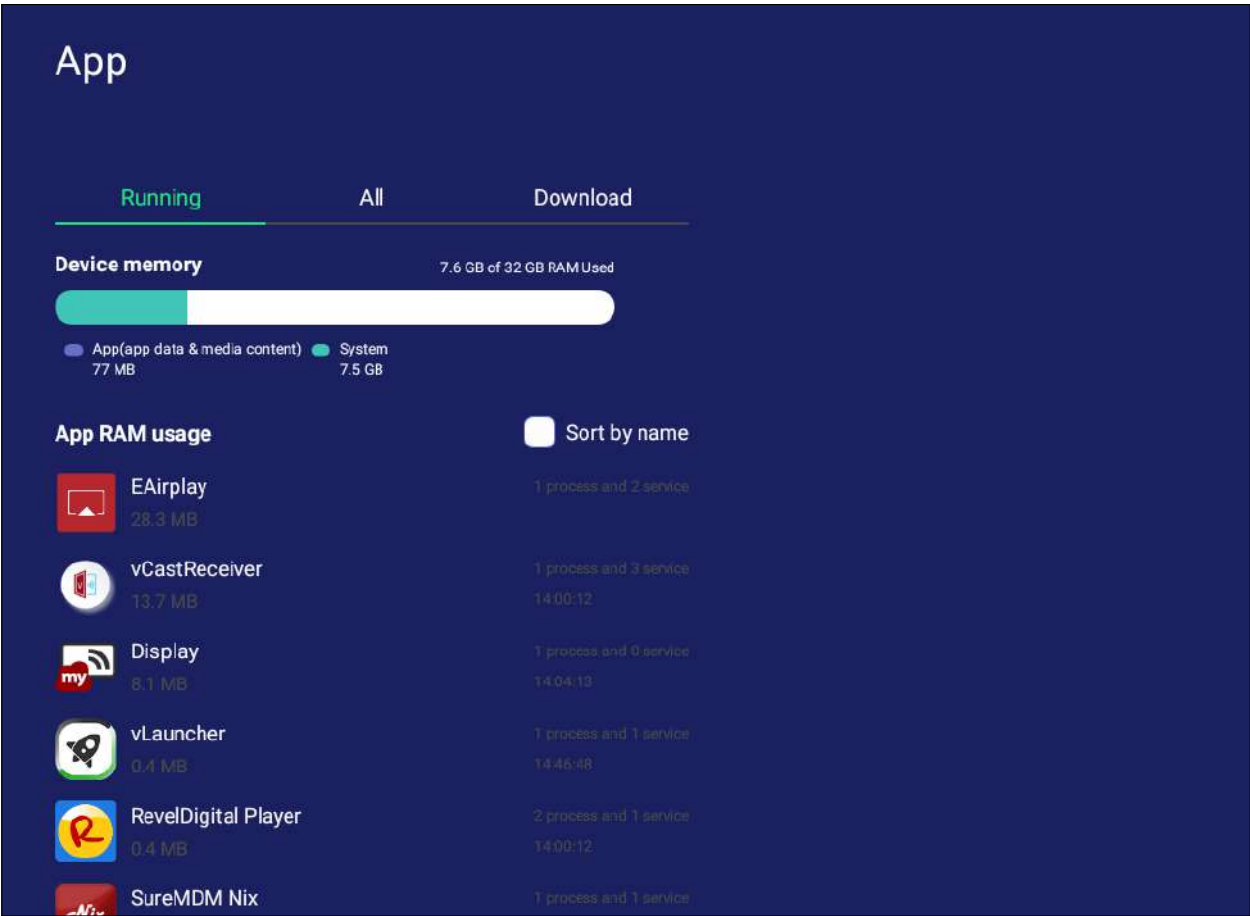 App
Running All Download
Device memory 7.6 GB of 32 GB RAM Used
App(app data & media content) System
77 MB 7.5 GB
App RAM usage Sort by name
EAirplay 1 process and 2 service
28.3 MB
vCastReceiver 1 process and 3 service
13.7 MB 14:00:12
my Display 1 process and 0 service
8.1 MB 14:04:13
vLauncher 1 process and 1 service
0.4 MB 14:46:48
R RevelDigital Player 2 process and 1 service
0.4 MB 14:00:12
Nix SureMDM Nix 1 process and 1 service